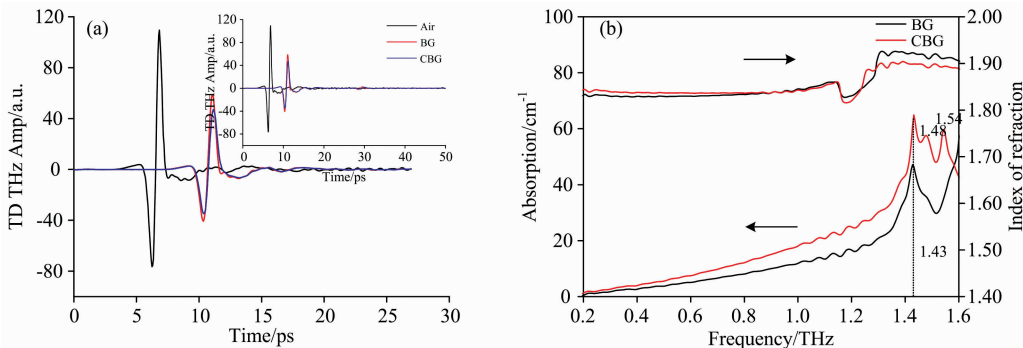 (a)
TD THz Amp/a.u.
120
80
40
0
-40
-80
0 5 10 15 20 25 30
Time/ps
TD THz Amp/a.u.
120
80
40
0
-40
-80
0 10 20 30 40 50
Time/ps
Air
BG
CBG
(b)
Absorption/cm⁻¹
100
80
60
40
20
0
0.2 0.4 0.6 0.8 1.0 1.2 1.4 1.6
Frequency/THz
Index of refraction
2.00
1.90
1.80
1.70
1.60
1.50
1.40
BG
CBG
1.54
1.48
1.43